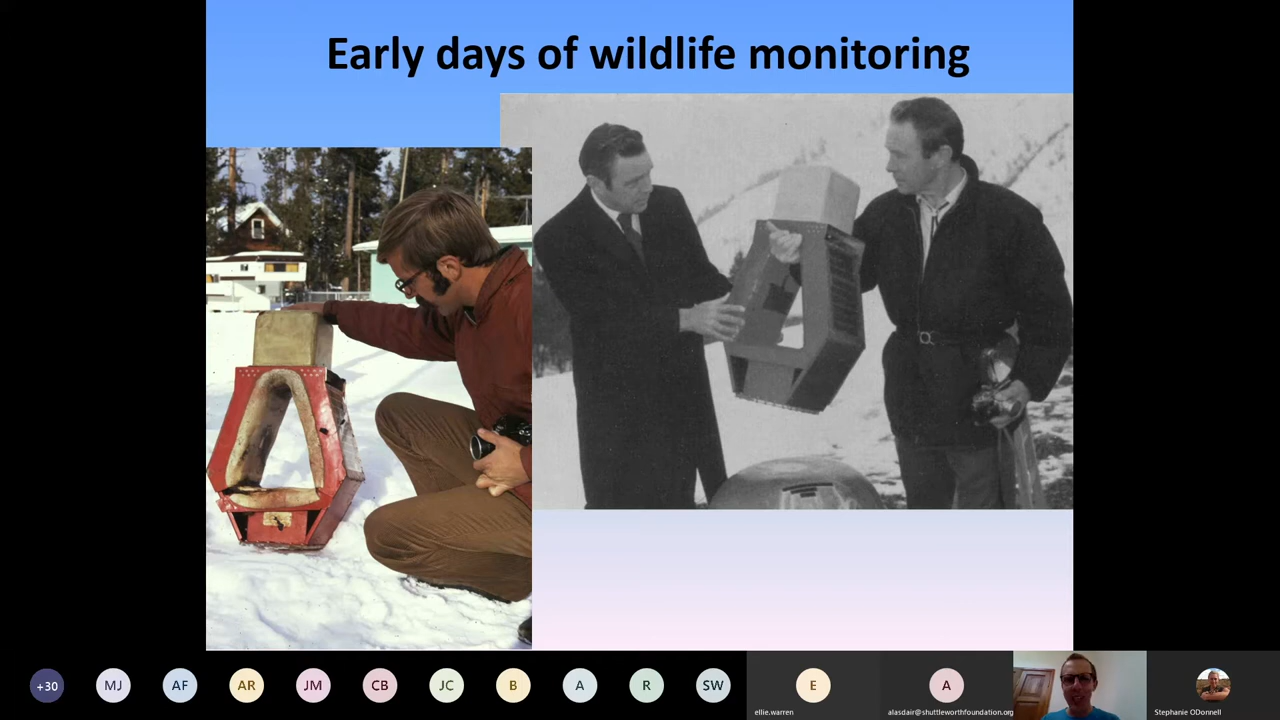 Early days of wildlife monitoring
+30
MJ
AF
AR
JM
CB
JC
B
A
R
SW
E
ellie.warren
A
alasdair@shuttleworthfoundation.org
Stephanie ODonnell